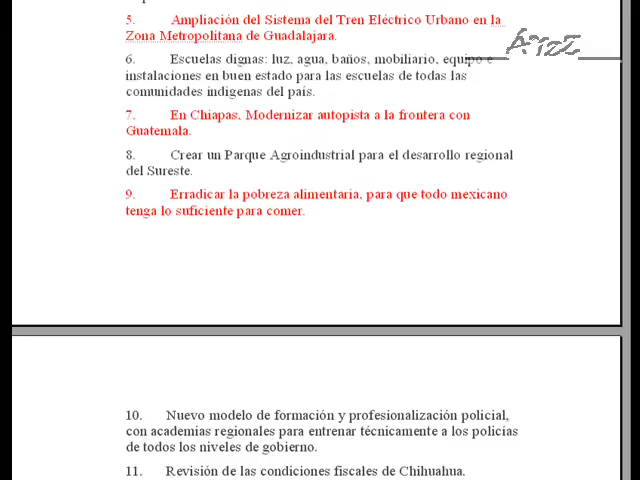 5. Ampliación del Sistema del Tren Eléctrico Urbano en la
Zona Metropolitana de Guadalajara.
6. Escuelas dignas: luz, agua, baños, mobiliario, equipo e
instalaciones en buen estado para las escuelas de todas las
comunidades indígenas del país.
7. En Chiapas, Modernizar autopista a la frontera con
Guatemala.
8. Crear un Parque Agroindustrial para el desarrollo regional
del Sureste.
9. Erradicar la pobreza alimentaria, para que todo mexicano
tenga lo suficiente para comer.
10. Nuevo modelo de formación y profesionalización policial,
con academias regionales para entrenar técnicamente a los policías
de todos los niveles de gobierno.
11. Revisión de las condiciones fiscales de Chihuahua.